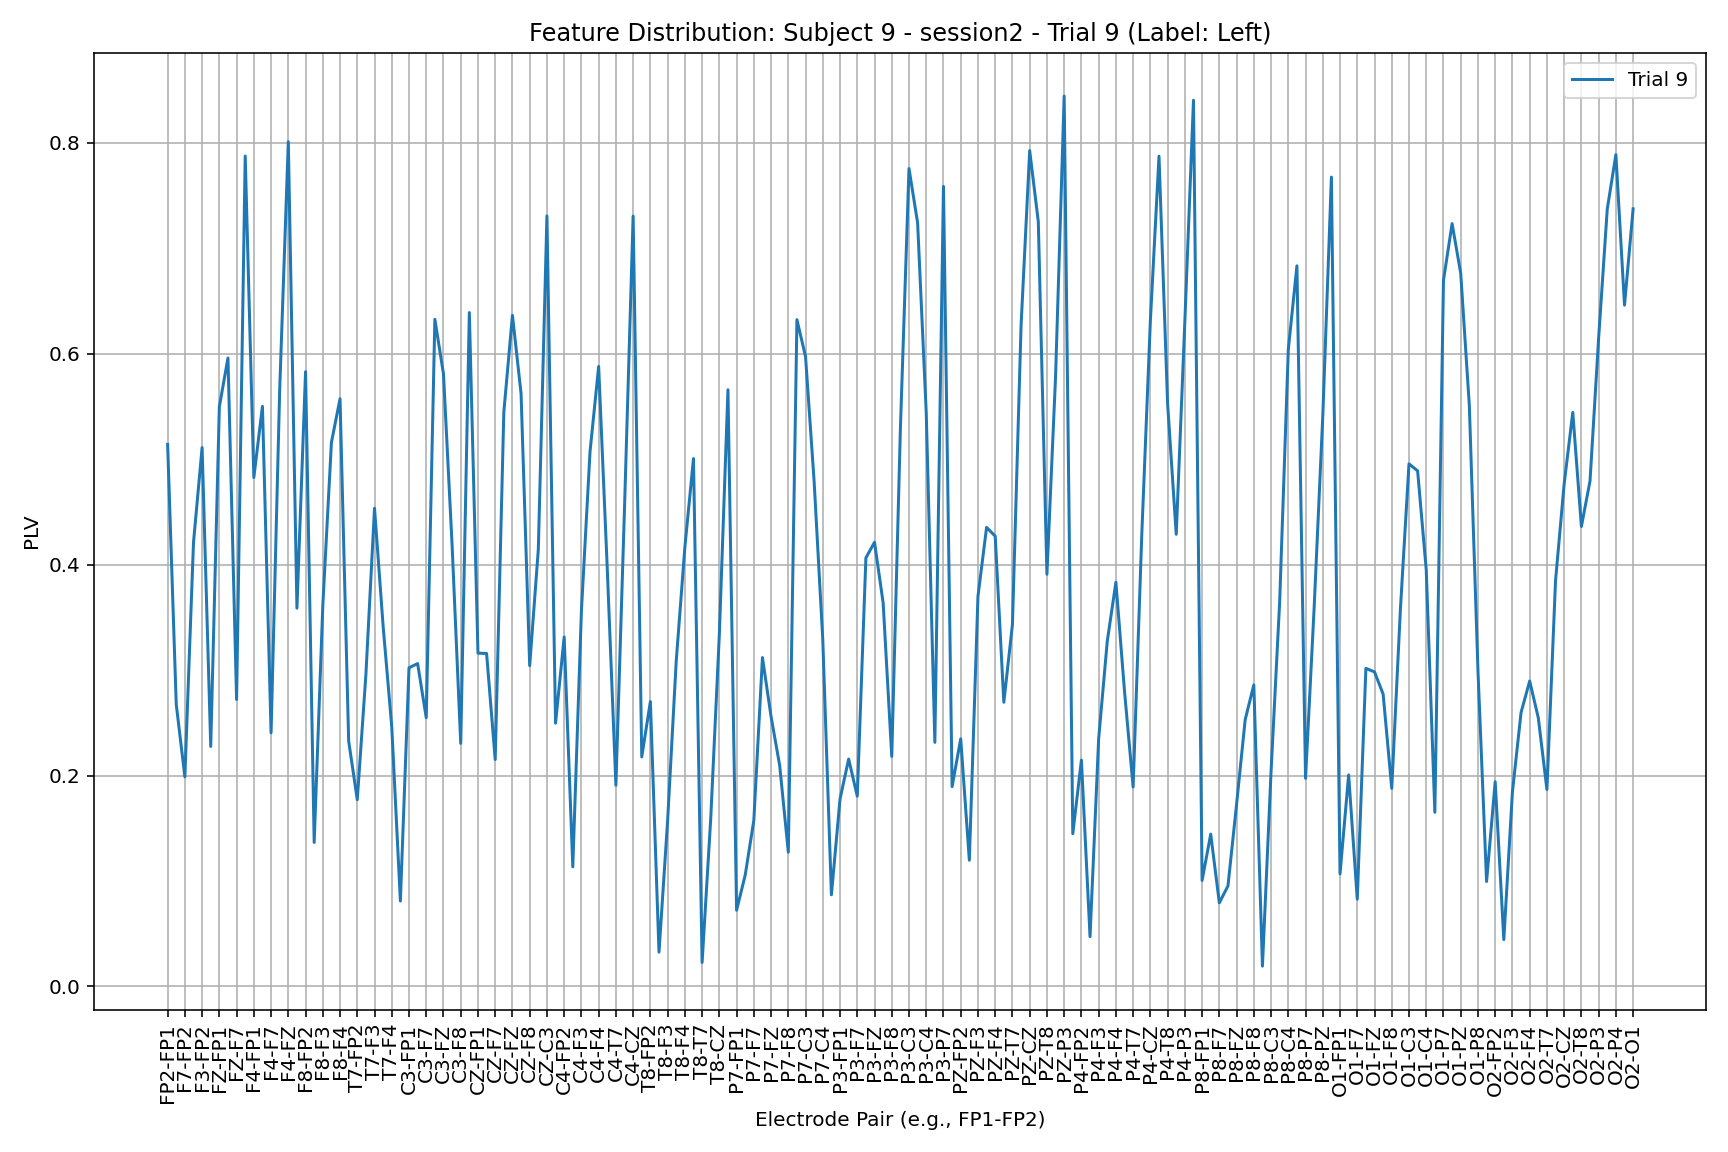 Feature Distribution: Subject 9 - session2 - Trial 9 (Label: Left)
Trial 9
PLV
0.8
0.6
0.4
0.2
0.0
FP2-FP1
F7-FP2
F3-FP2
FZ-FP1
FZ-F7
F4-FP1
F4-F7
F4-FZ
F8-FP2
F8-F3
F8-F4
T7-FP2
T7-F3
T7-F4
C3-FP1
C3-F7
C3-FZ
C3-F8
CZ-FP1
CZ-F7
CZ-FZ
CZ-F8
CZ-C3
C4-FP2
C4-F3
C4-F4
C4-T7
C4-CZ
T8-FP2
T8-F3
T8-F4
T8-T7
T8-CZ
P7-FP1
P7-F7
P7-FZ
P7-F8
P7-C3
P7-C4
P3-FP1
P3-F7
P3-FZ
P3-F8
P3-C3
P3-C4
P3-P7
PZ-FP2
PZ-F3
PZ-F4
PZ-T7
PZ-CZ
PZ-T8
PZ-P3
P4-FP2
P4-F3
P4-F4
P4-T7
P4-CZ
P4-T8
P4-P3
P8-FP1
P8-F7
P8-FZ
P8-F8
P8-C3
P8-C4
P8-P7
P8-PZ
O1-FP1
O1-F7
O1-FZ
O1-F8
O1-C3
O1-C4
O1-P7
O1-PZ
O1-P8
O2-FP2
O2-F3
O2-F4
O2-T7
O2-CZ
O2-T8
O2-P3
O2-P4
O2-O1
Electrode Pair (e.g., FP1-FP2)